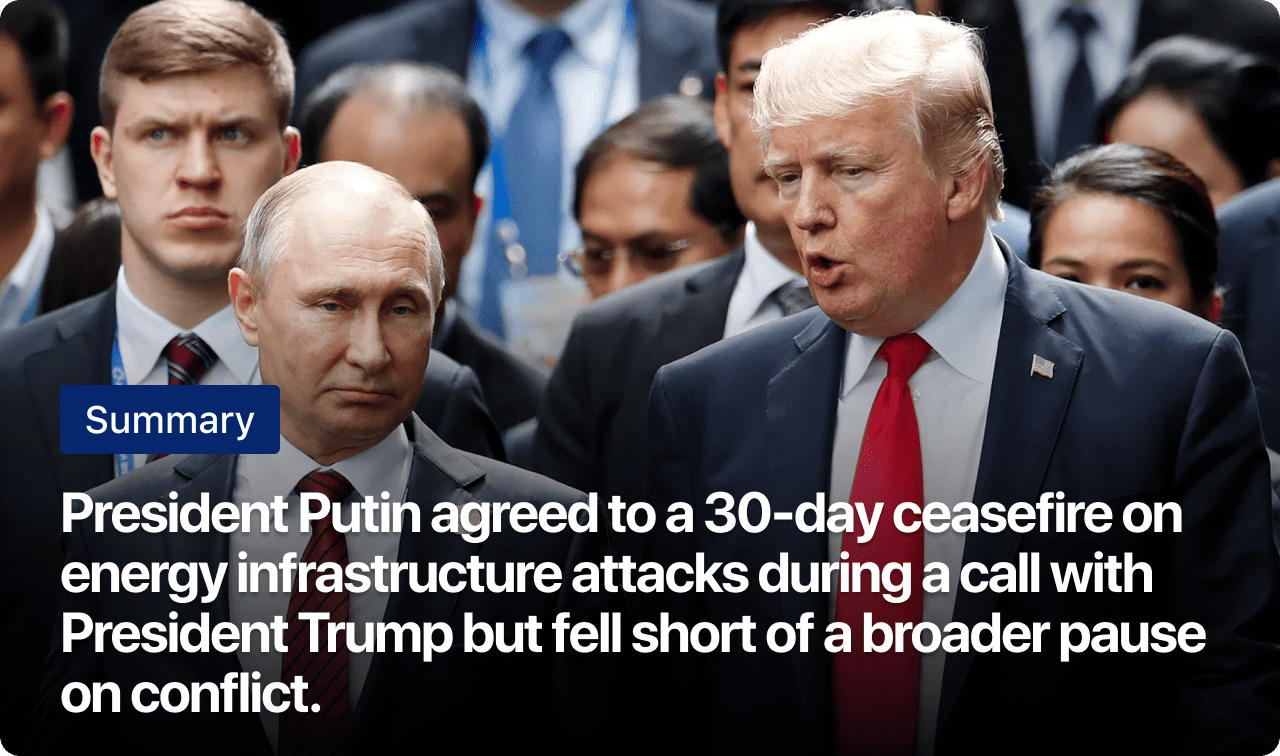 Summary
President Putin agreed to a 30-day ceasefire on
energy infrastructure attacks during a call with
President Trump but fell short of a broader pause
on conflict.